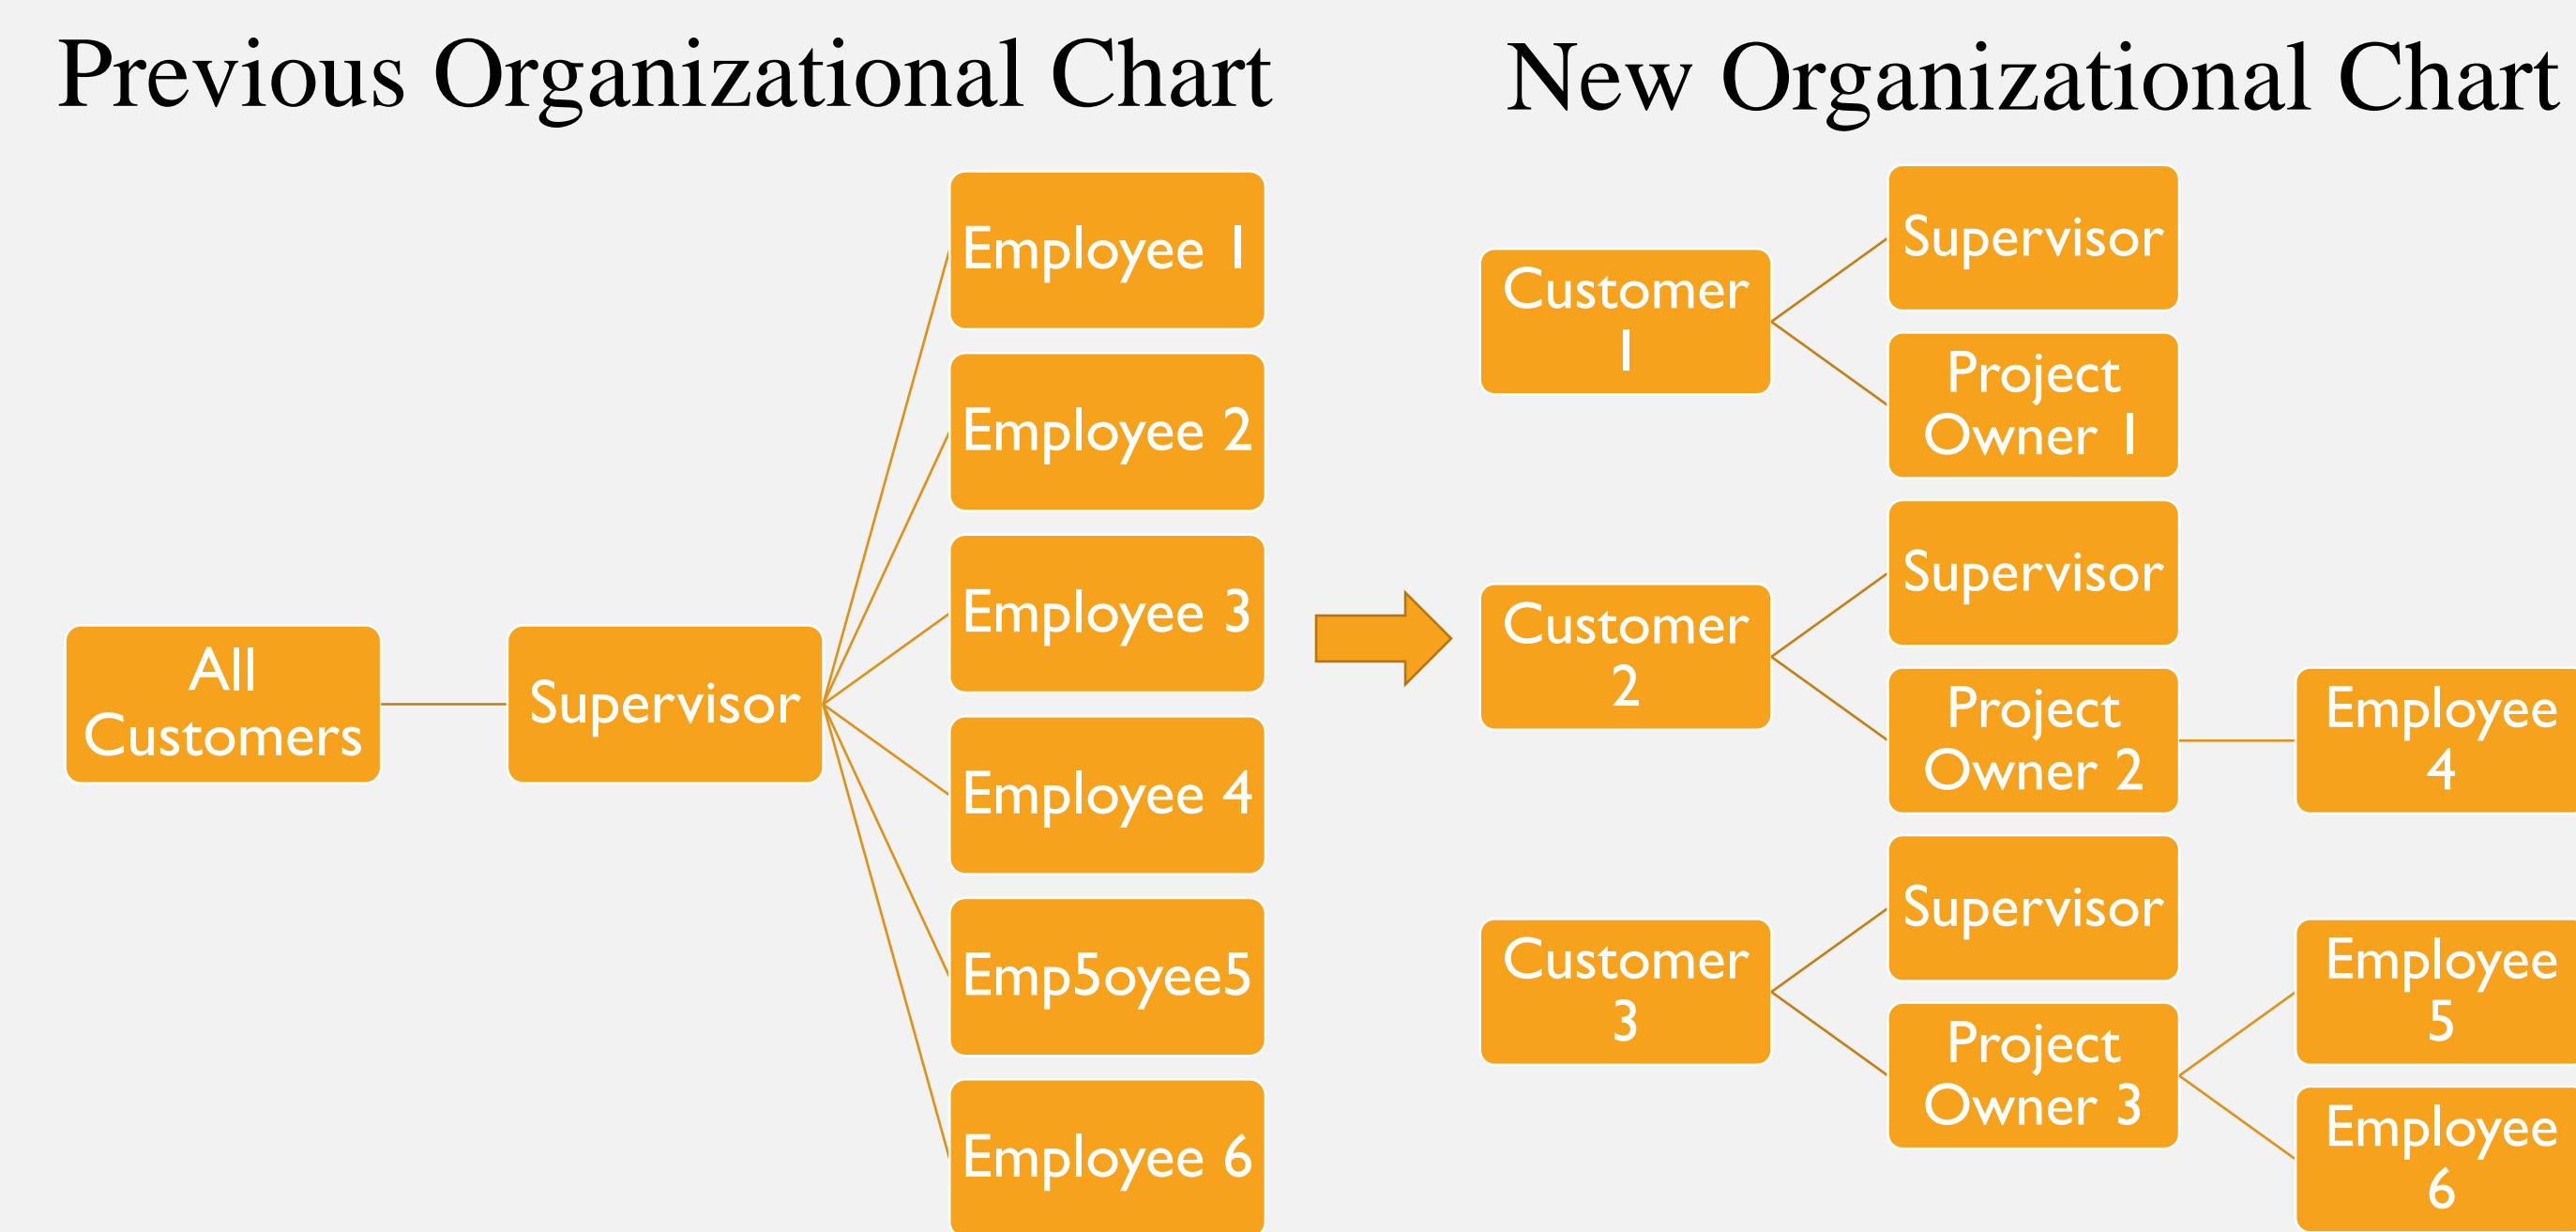 Previous Organizational Chart
All
Customers
Supervisor
Employee 1
Employee 2
Employee 3
Employee 4
Emp5oyee5
Employee 6
New Organizational Chart
Customer
1
Supervisor
Project
Owner 1
Customer
2
Supervisor
Project
Owner 2
Employee
4
Customer
3
Supervisor
Project
Owner 3
Employee
5
Employee
6